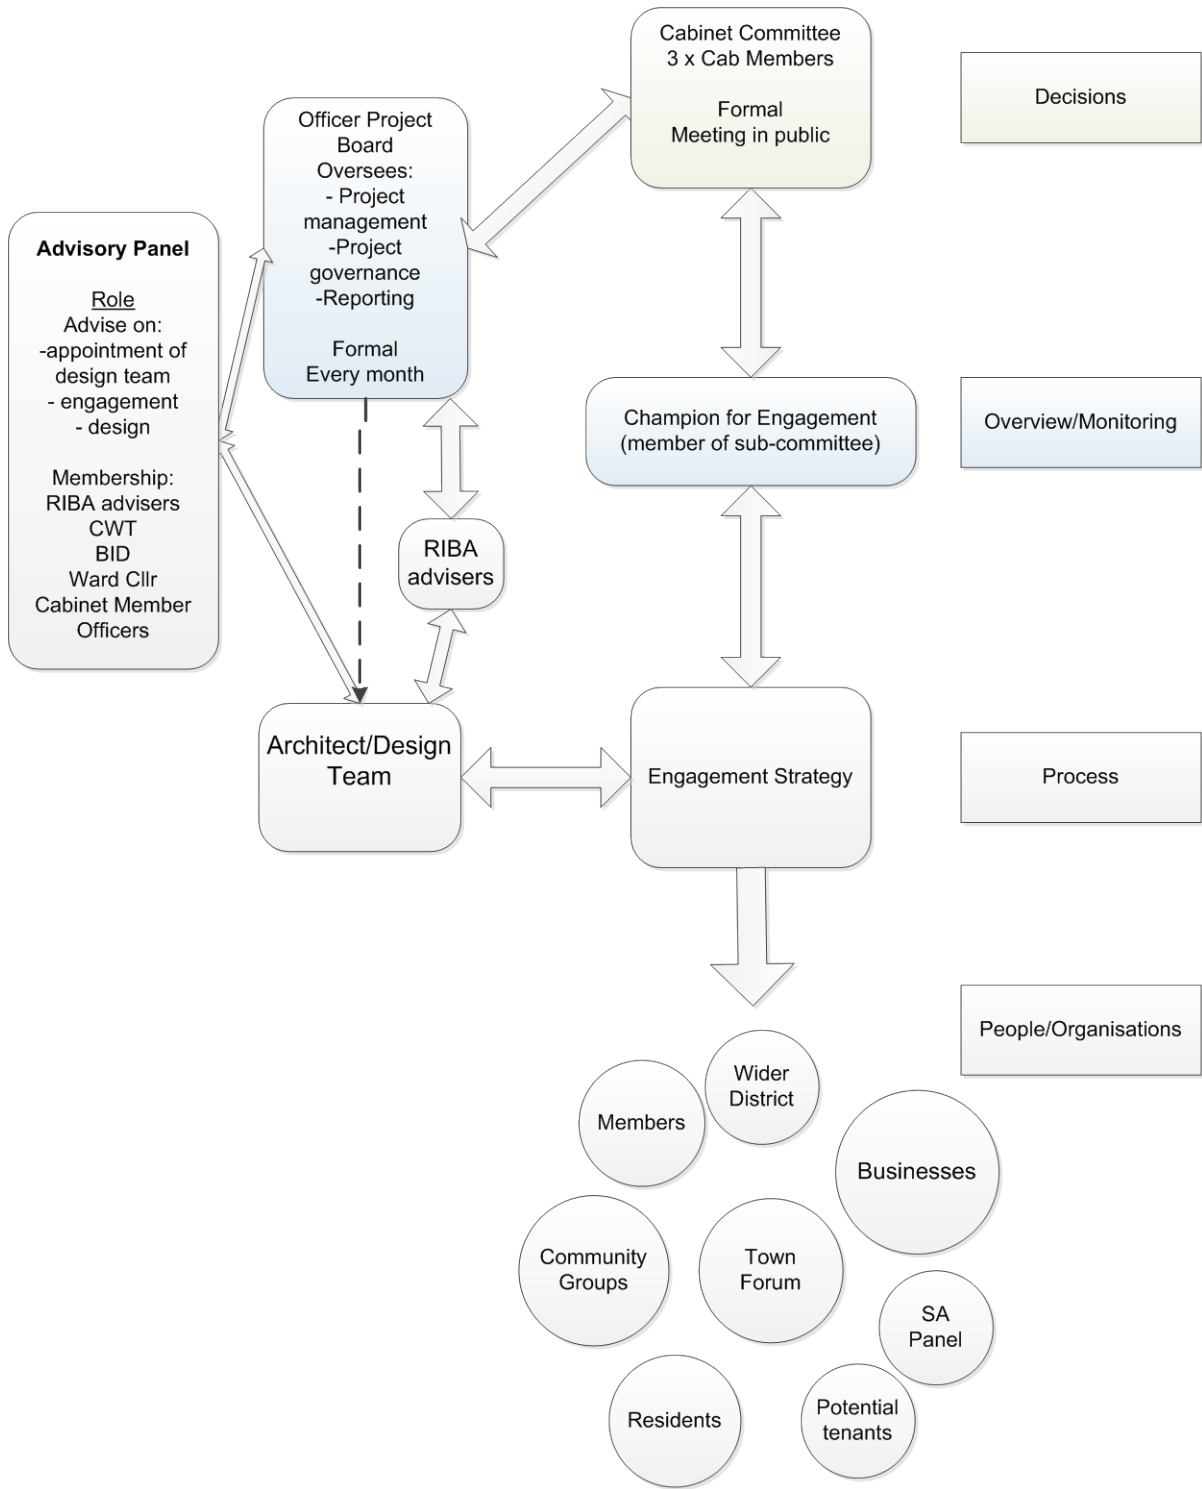 Cabinet Committee
3 x Cab Members
Formal
Meeting in public
Decisions
Officer Project
Board
Oversees:
- Project
management
-Project
governance
-Reporting
Formal
Every month
Advisory Panel
Role
Advise on:
-appointment of
design team
- engagement
- design
Membership:
RIBA advisers
CWT
BID
Ward Cllr
Cabinet Member
Officers
Champion for Engagement
(member of sub-committee)
Overview/Monitoring
RIBA
advisers
Architect/Design
Team
Engagement Strategy
Process
People/Organisations
Wider
District
Members
Businesses
Community
Groups
Town
Forum
SA
Panel
Residents
Potential
tenants